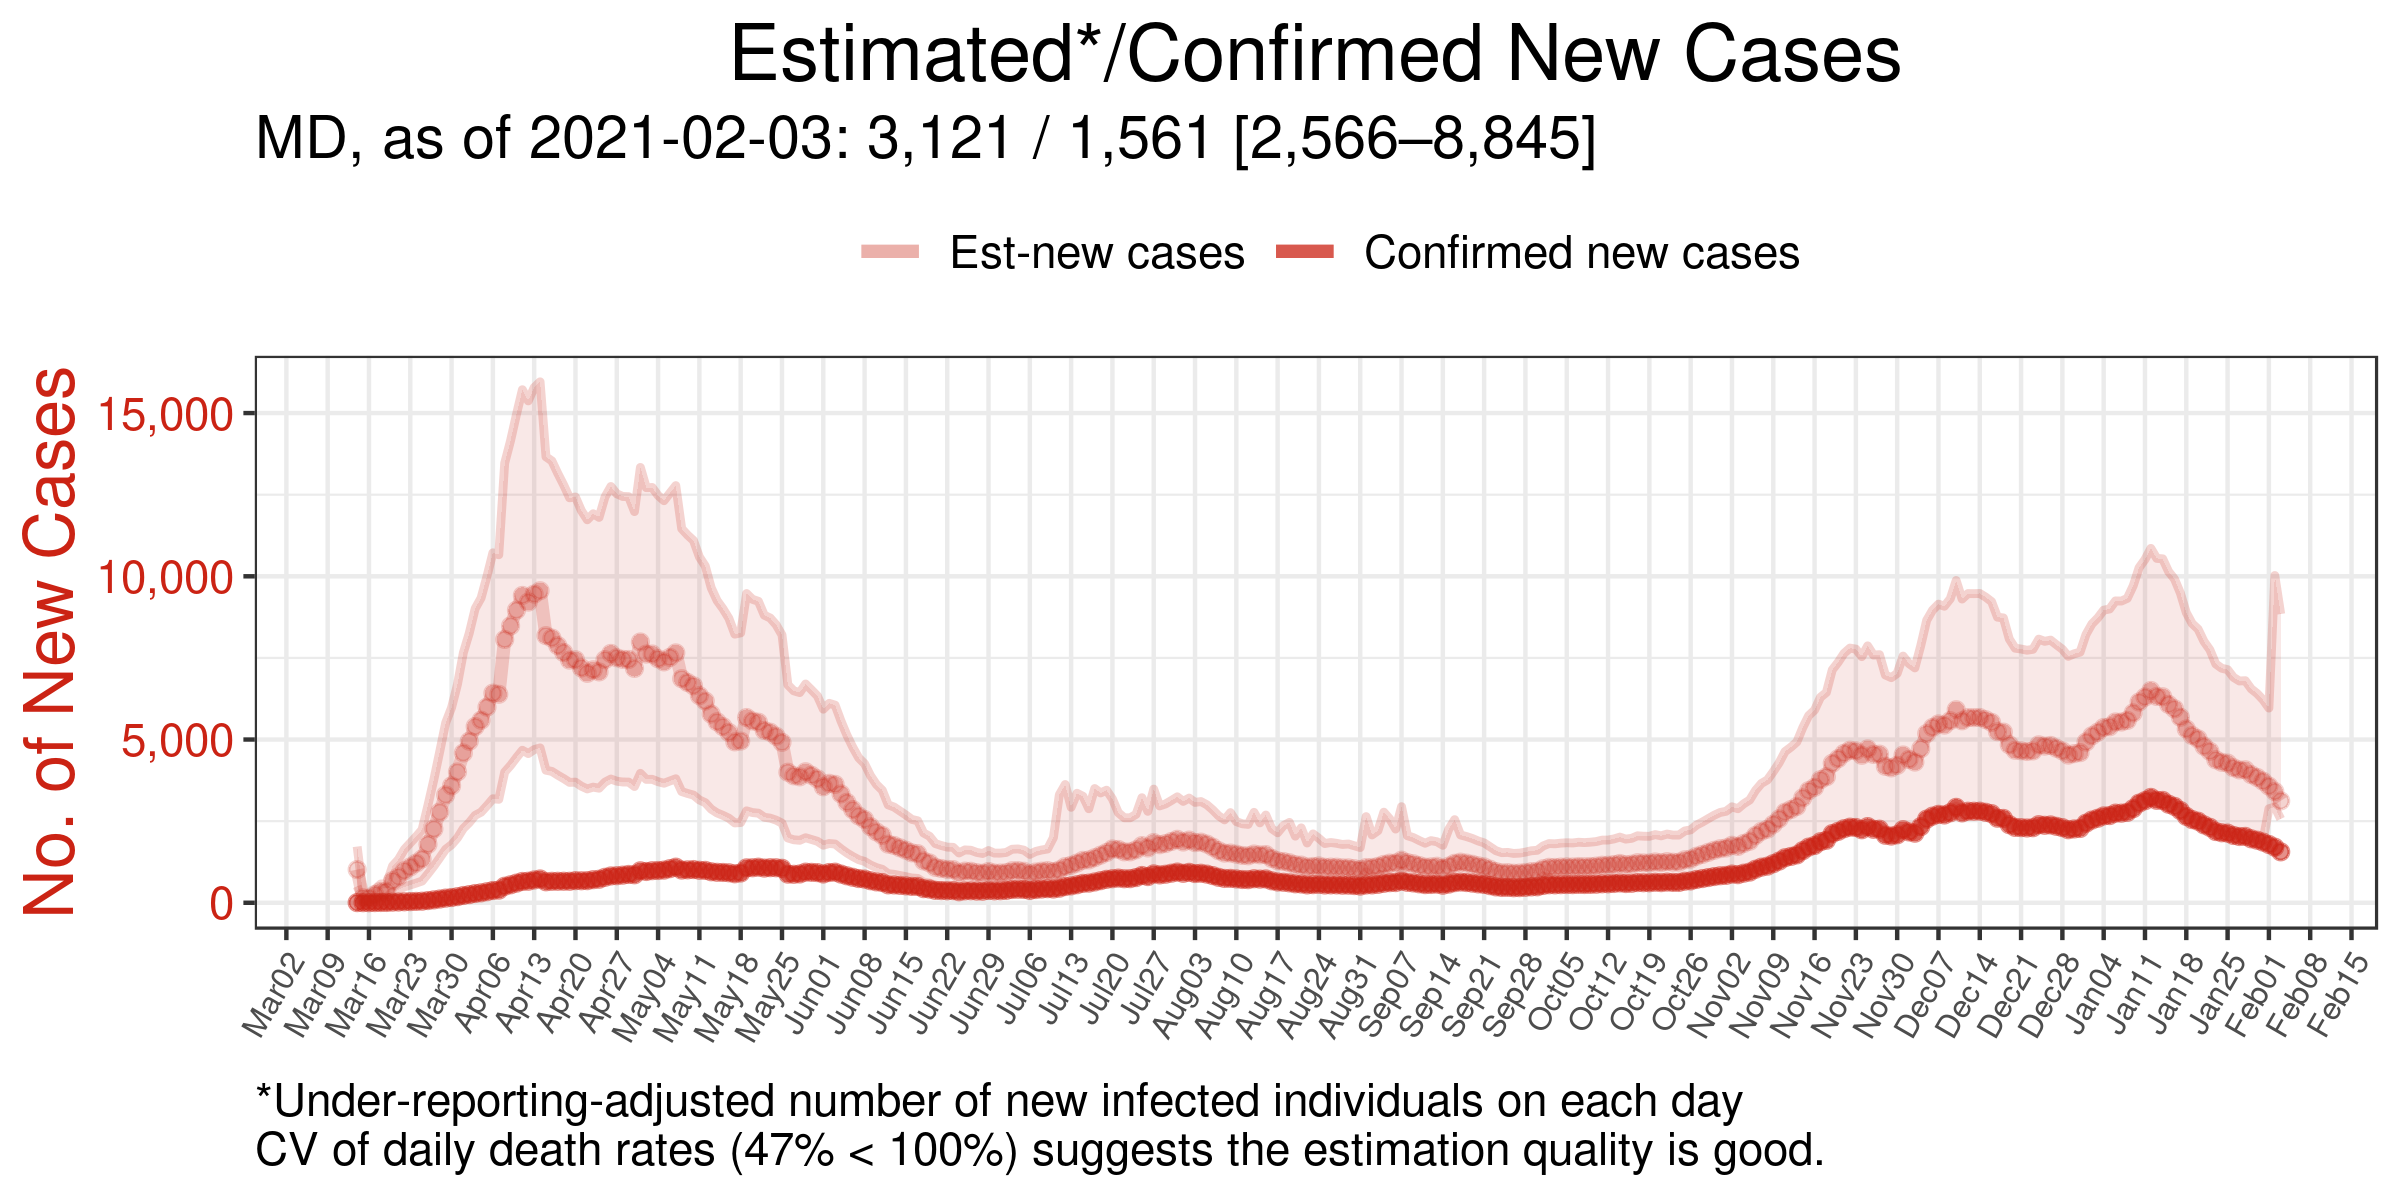 Estimated*/Confirmed New Cases
MD, as of 2021-02-03: 3,121 / 1,561 [2,566–8,845]
Est-new cases
Confirmed new cases
No. of New Cases
15,000
10,000
5,000
0
Mar02
Mar09
Mar16
Mar23
Mar30
Apr06
Apr13
Apr20
Apr27
May04
May11
May18
May25
Jun01
Jun08
Jun15
Jun22
Jun29
Jul06
Jul13
Jul20
Jul27
Aug03
Aug10
Aug17
Aug24
Aug31
Sep07
Sep14
Sep21
Sep28
Oct05
Oct12
Oct19
Oct26
Nov02
Nov09
Nov16
Nov23
Nov30
Dec07
Dec14
Dec21
Dec28
Jan04
Jan11
Jan18
Jan25
Feb01
Feb08
Feb15
*Under-reporting-adjusted number of new infected individuals on each day
CV of daily death rates (47% < 100%) suggests the estimation quality is good.